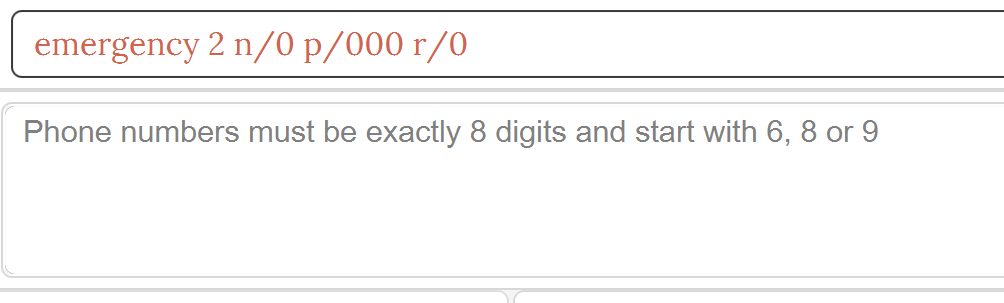 emergency 2 n/0 p/000 r/0
Phone numbers must be exactly 8 digits and start with 6, 8 or 9